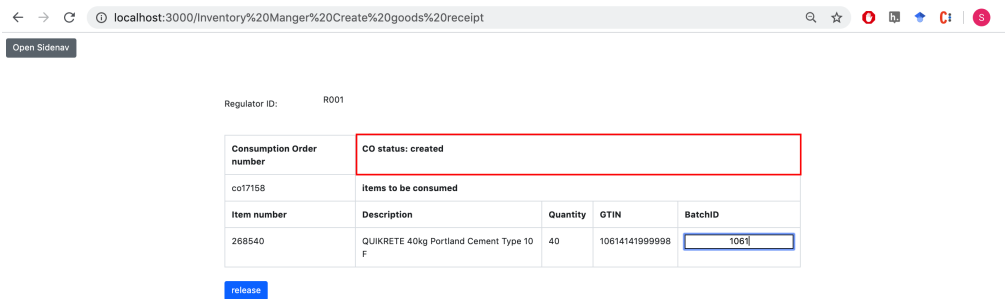 localhost:3000/Inventory%20Manger%20Create%20goods%20receipt
S
Open Sidenav
Regulator ID: R001
Consumption Order number CO status: created
co17158 items to be consumed
Item number Description Quantity GTIN BatchID
268540 QUIKRETE 40kg Portland Cement Type 10 F 40 10614141999998 1061
release